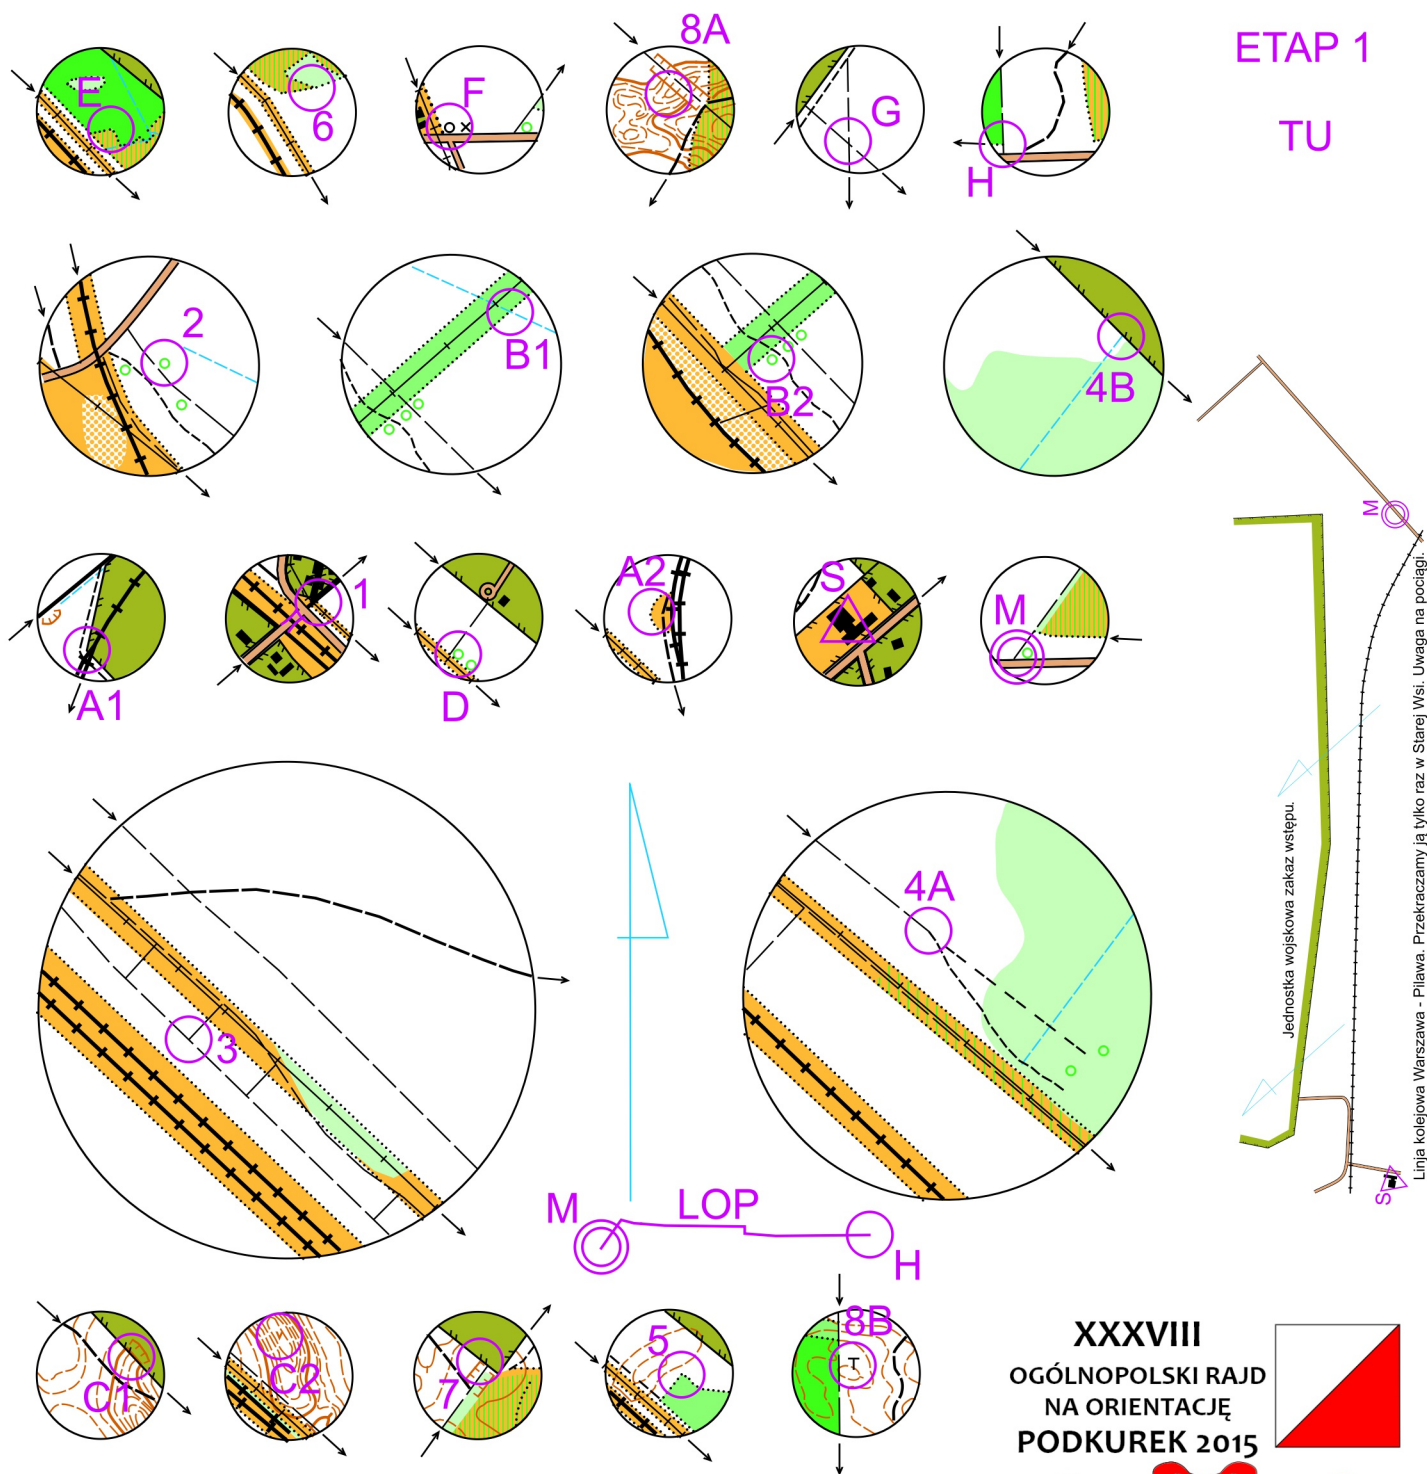 ETAP 1
TU
E
6
F
8A
G
H
2
B1
B2
4B
A1
1
D
A2
S
M
3
4A
M
LOP
H
C1
C2
7
5
8B
M
S
Jednostka wojskowa zakaz wstępu.
Linja kolejowa Warszawa - Pilawa. Przekraczamy ją tylko raz w Starej Wsi. Uwaga na pociągi.
XXXVIII
OGÓLNOPOLSKI RAJD
NA ORIENTACJĘ
PODKUREK 2015